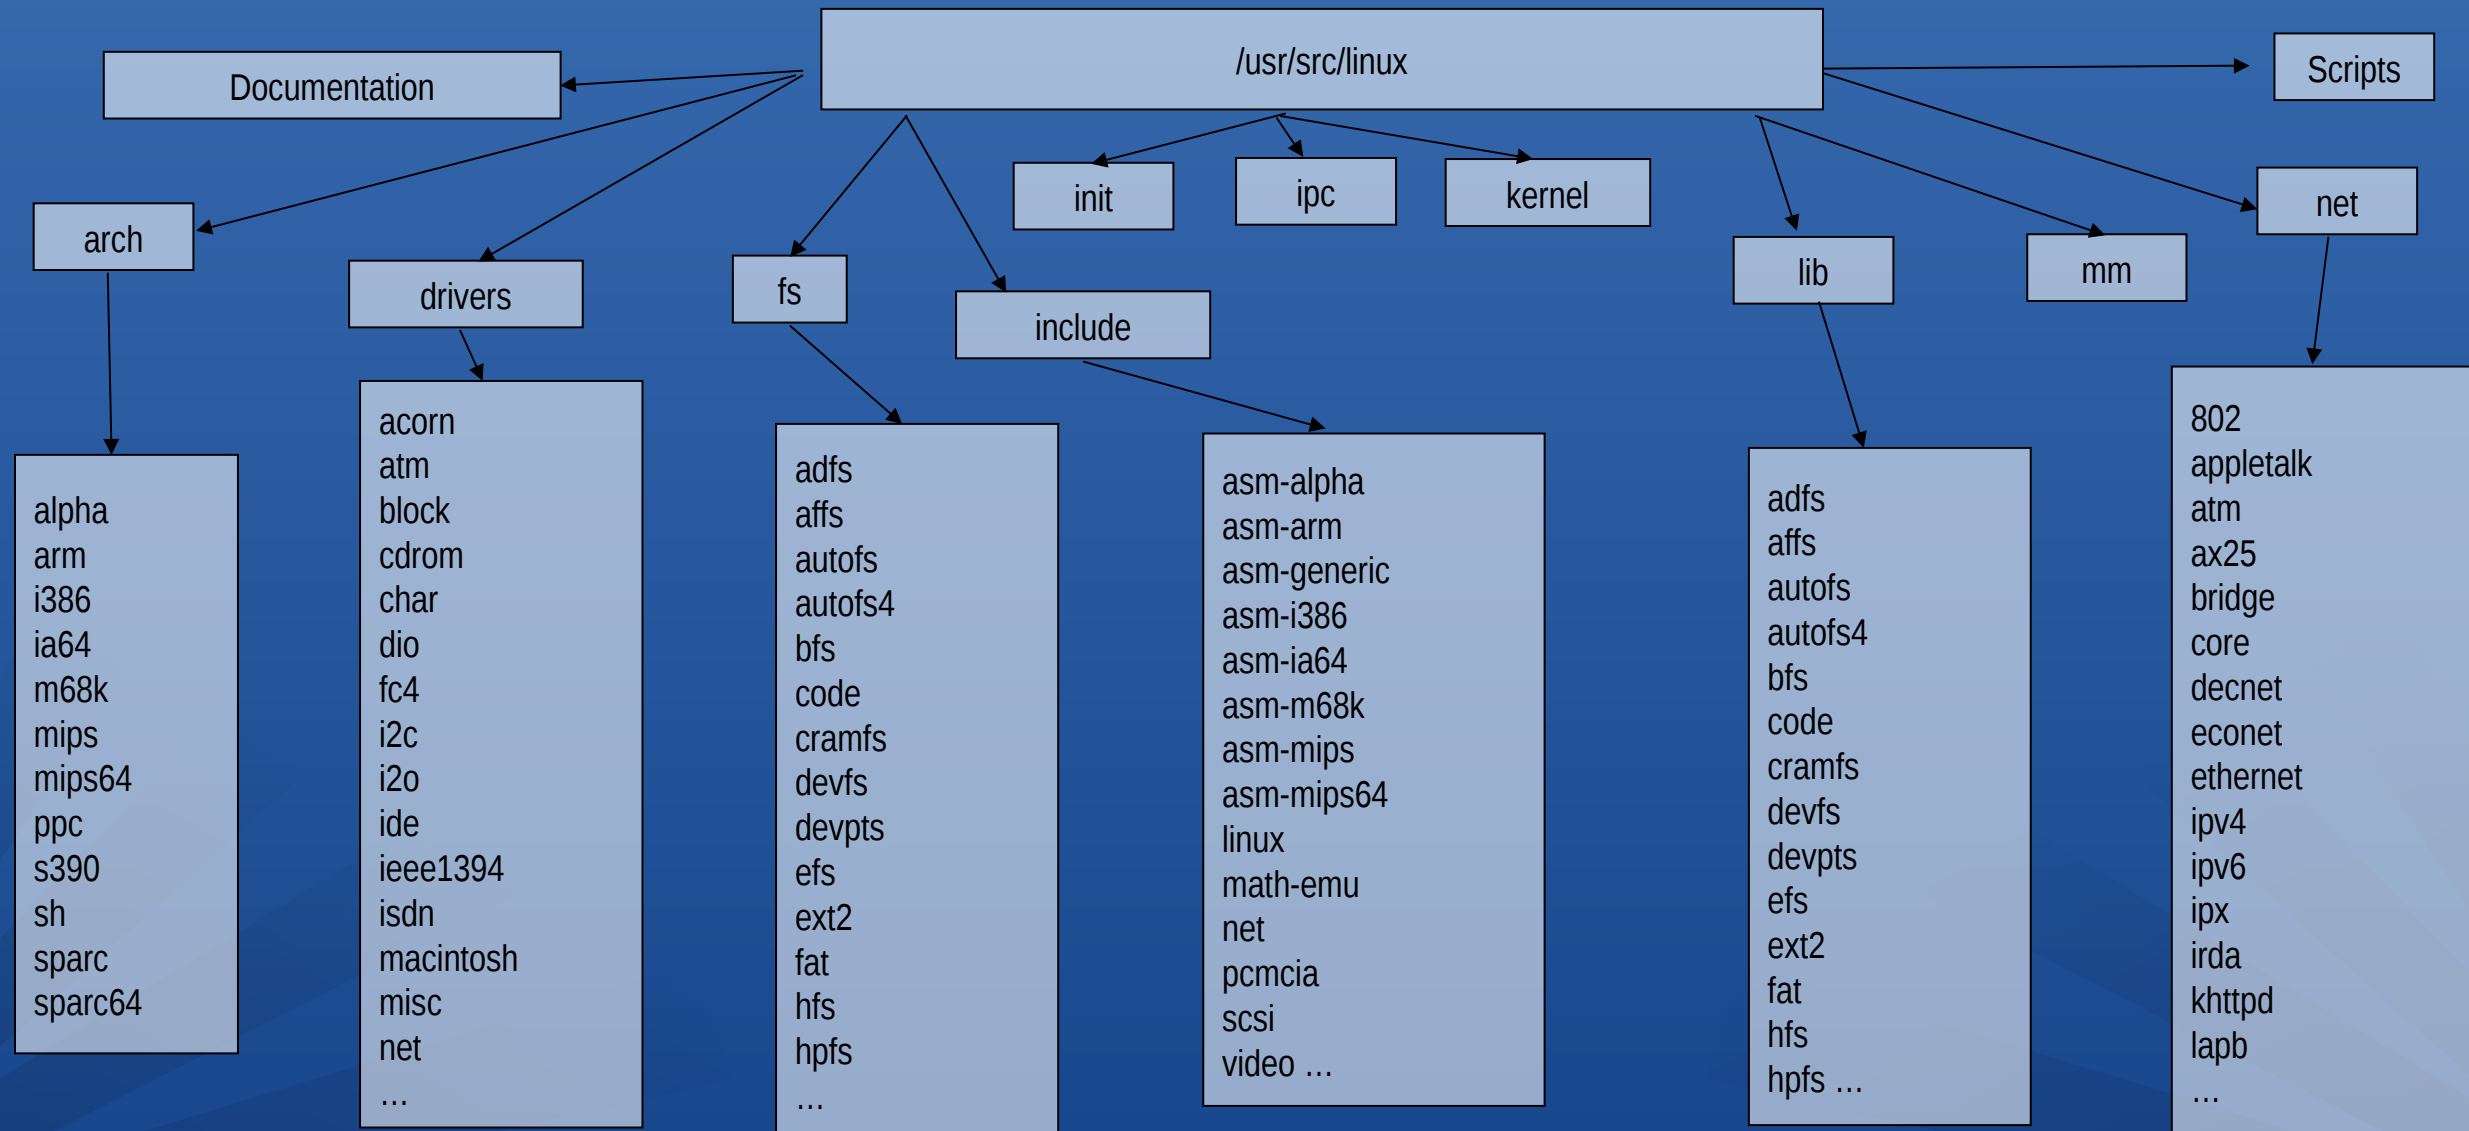 /usr/src/linux
Documentation
Scripts
init
ipc
kernel
arch
drivers
fs
include
lib
mm
net
alpha
arm
i386
ia64
m68k
mips
mips64
ppc
s390
sh
sparc
sparc64
acorn
atm
block
cdrom
char
dio
fc4
i2c
i2o
ide
ieee1394
isdn
macintosh
misc
net
…
adfs
affs
autofs
autofs4
bfs
code
cramfs
devfs
devpts
efs
ext2
fat
hfs
hpfs
…
asm-alpha
asm-arm
asm-generic
asm-i386
asm-ia64
asm-m68k
asm-mips
asm-mips64
linux
math-emu
net
pcmcia
scsi
video …
adfs
affs
autofs
autofs4
bfs
code
cramfs
devfs
devpts
efs
ext2
fat
hfs
hpfs …
802
appletalk
atm
ax25
bridge
core
decnet
econet
ethernet
ipv4
ipv6
ipx
irda
khttpd
lapb
…